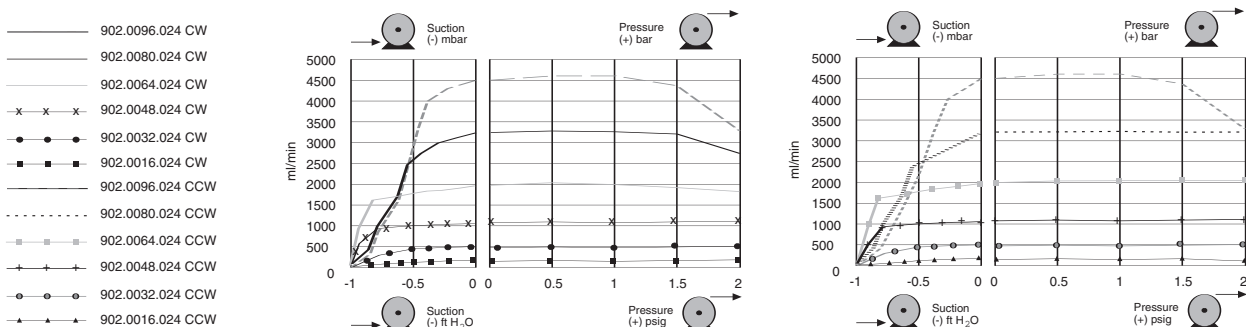 902.0096.024 CW
902.0080.024 CW
902.0064.024 CW
902.0048.024 CW
902.0032.024 CW
902.0016.024 CW
902.0096.024 CCW
902.0080.024 CCW
902.0064.024 CCW
902.0048.024 CCW
902.0032.024 CCW
902.0016.024 CCW
Suction
(-) mbar
Pressure
(+) bar
ml/min
5000
4500
4000
3500
3000
2500
2000
1500
1000
500
0
-1 -0.5 0 0 0.5 1 1.5 2
Suction
(-) ft H2O
Pressure
(+) psig
Suction
(-) mbar
Pressure
(+) bar
ml/min
5000
4500
4000
3500
3000
2500
2000
1500
1000
500
0
-1 -0.5 0 0 0.5 1 1.5 2
Suction
(-) ft H2O
Pressure
(+) psig